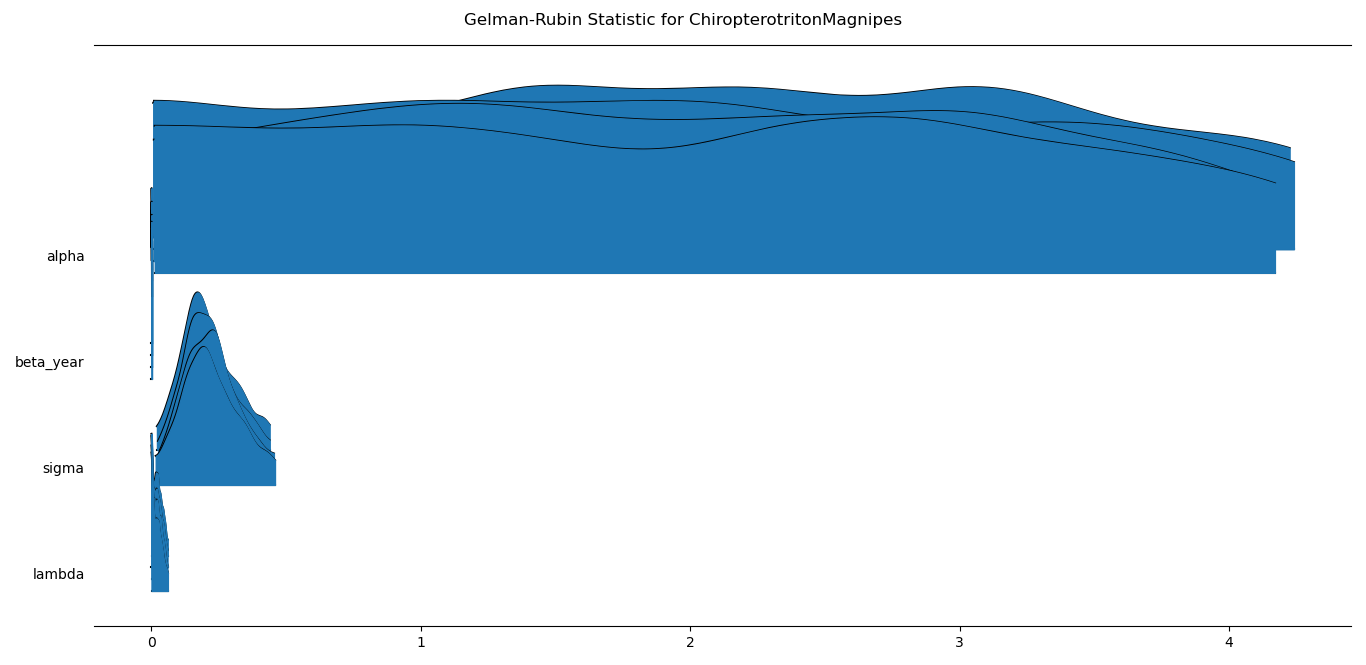 Gelman-Rubin Statistic for ChiropterotritonMagnipes
alpha
beta_year
sigma
lambda
0 1 2 3 4